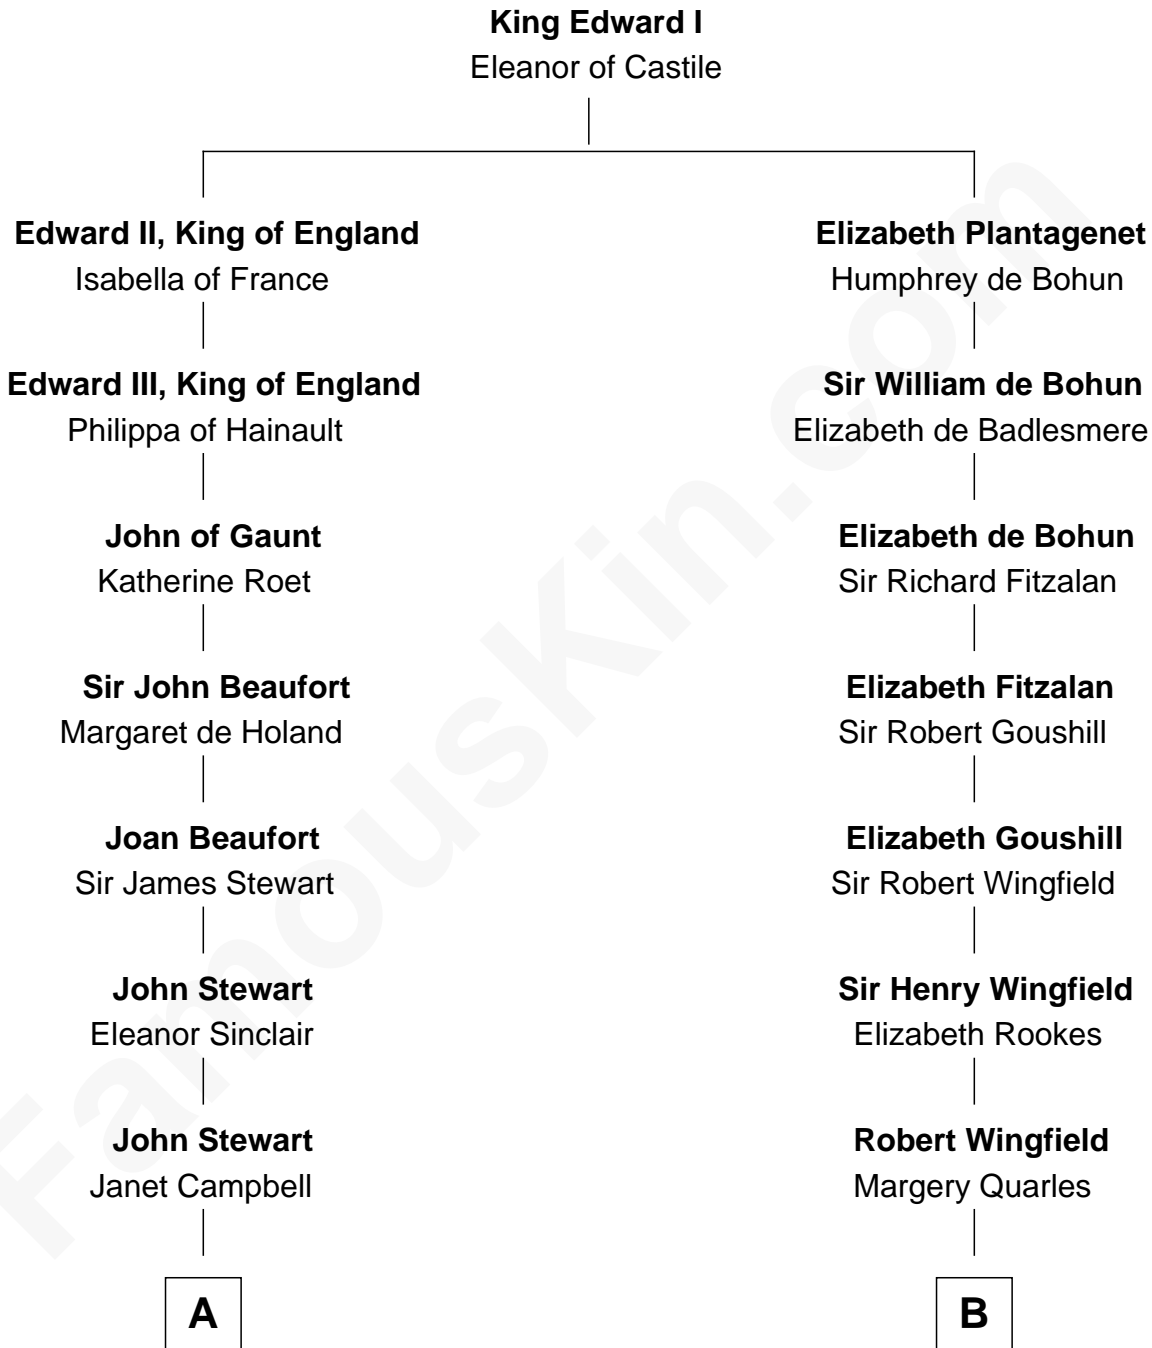 King Edward I
Eleanor of Castile
Edward II, King of England
Isabella of France
Edward III, King of England
Philippa of Hainault
John of Gaunt
Katherine Roet
Sir John Beaufort
Margaret de Holand
Joan Beaufort
Sir James Stewart
John Stewart
Eleanor Sinclair
John Stewart
Janet Campbell
A
Elizabeth Plantagenet
Humphrey de Bohun
Sir William de Bohun
Elizabeth de Badlesmere
Elizabeth de Bohun
Sir Richard Fitzalan
Elizabeth Fitzalan
Sir Robert Goushill
Elizabeth Goushill
Sir Robert Wingfield
Sir Henry Wingfield
Elizabeth Rookes
Robert Wingfield
Margery Quarles
B
FamousKin.com